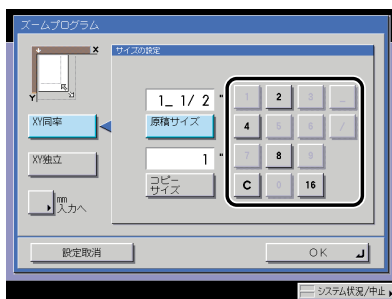 ズームプログラム
X
サイズの設定
Y
1_ 1/ 2 "
1 2 3 _
XY同率
原稿サイズ
4 5 6 /
XY独立
1 "
7 8 9
コピー
サイズ
C 0 16
mm
入力へ
設定取消
OK
システム状況/中止